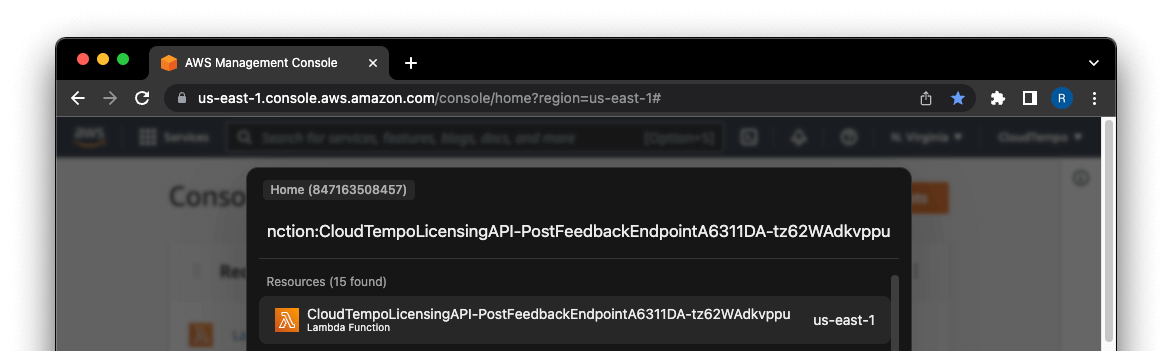 AWS Management Console
us-east-1.console.aws.amazon.com/console/home?region=us-east-1#
R
aws Services Search for services, features, blogs, docs, and more [Option+S] N. Virginia CloudTempo
Conso
Home (847163508457)
nction:CloudTempoLicensingAPI-PostFeedbackEndpointA6311DA-tz62WAdkvppu
Resources (15 found)
CloudTempoLicensingAPI-PostFeedbackEndpointA6311DA-tz62WAdkvppu
Lambda Function
us-east-1